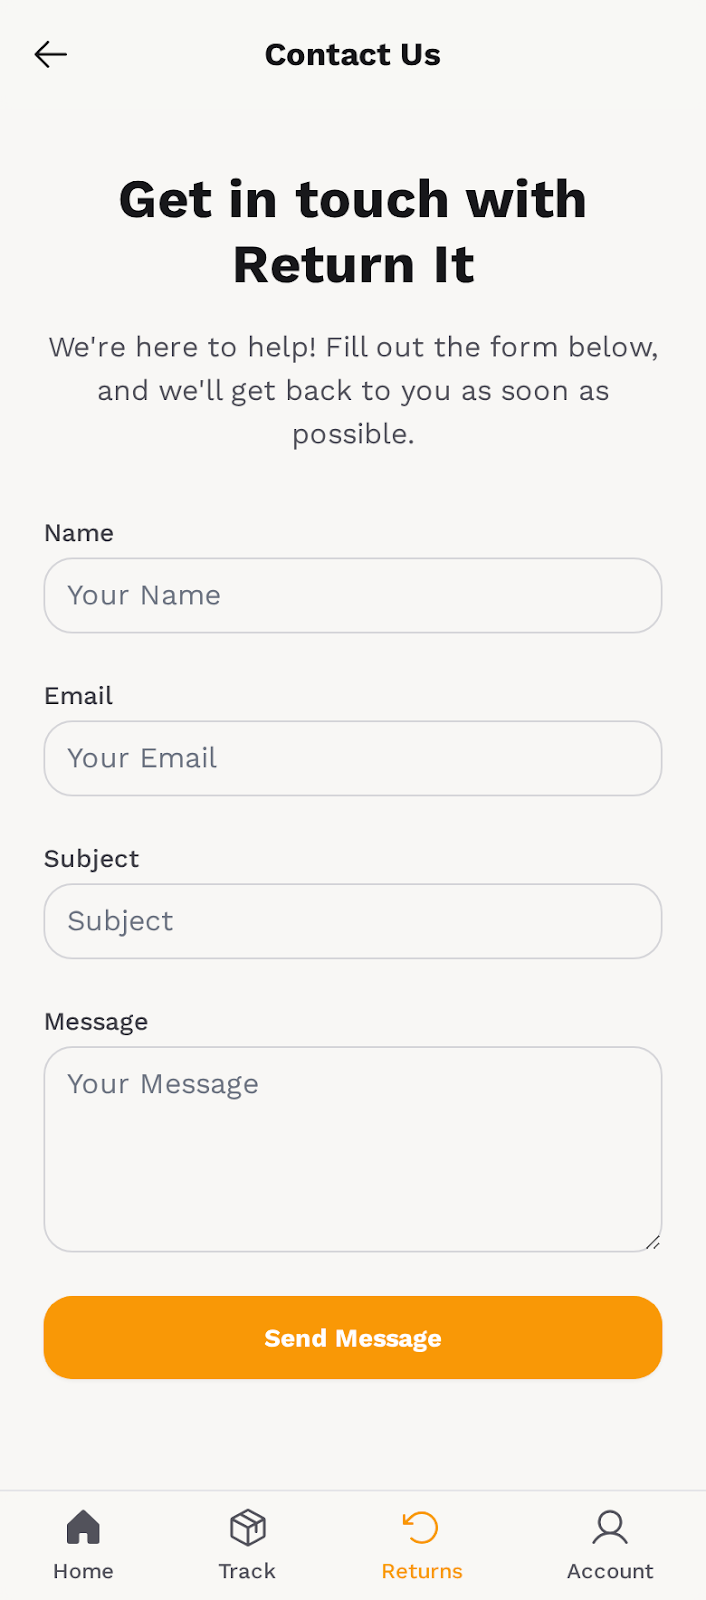 Contact Us
Get in touch with
Return It
We're here to help! Fill out the form below,
and we'll get back to you as soon as
possible.
Name
Your Name
Email
Your Email
Subject
Subject
Message
Your Message
Send Message
Home
Track
Returns
Account